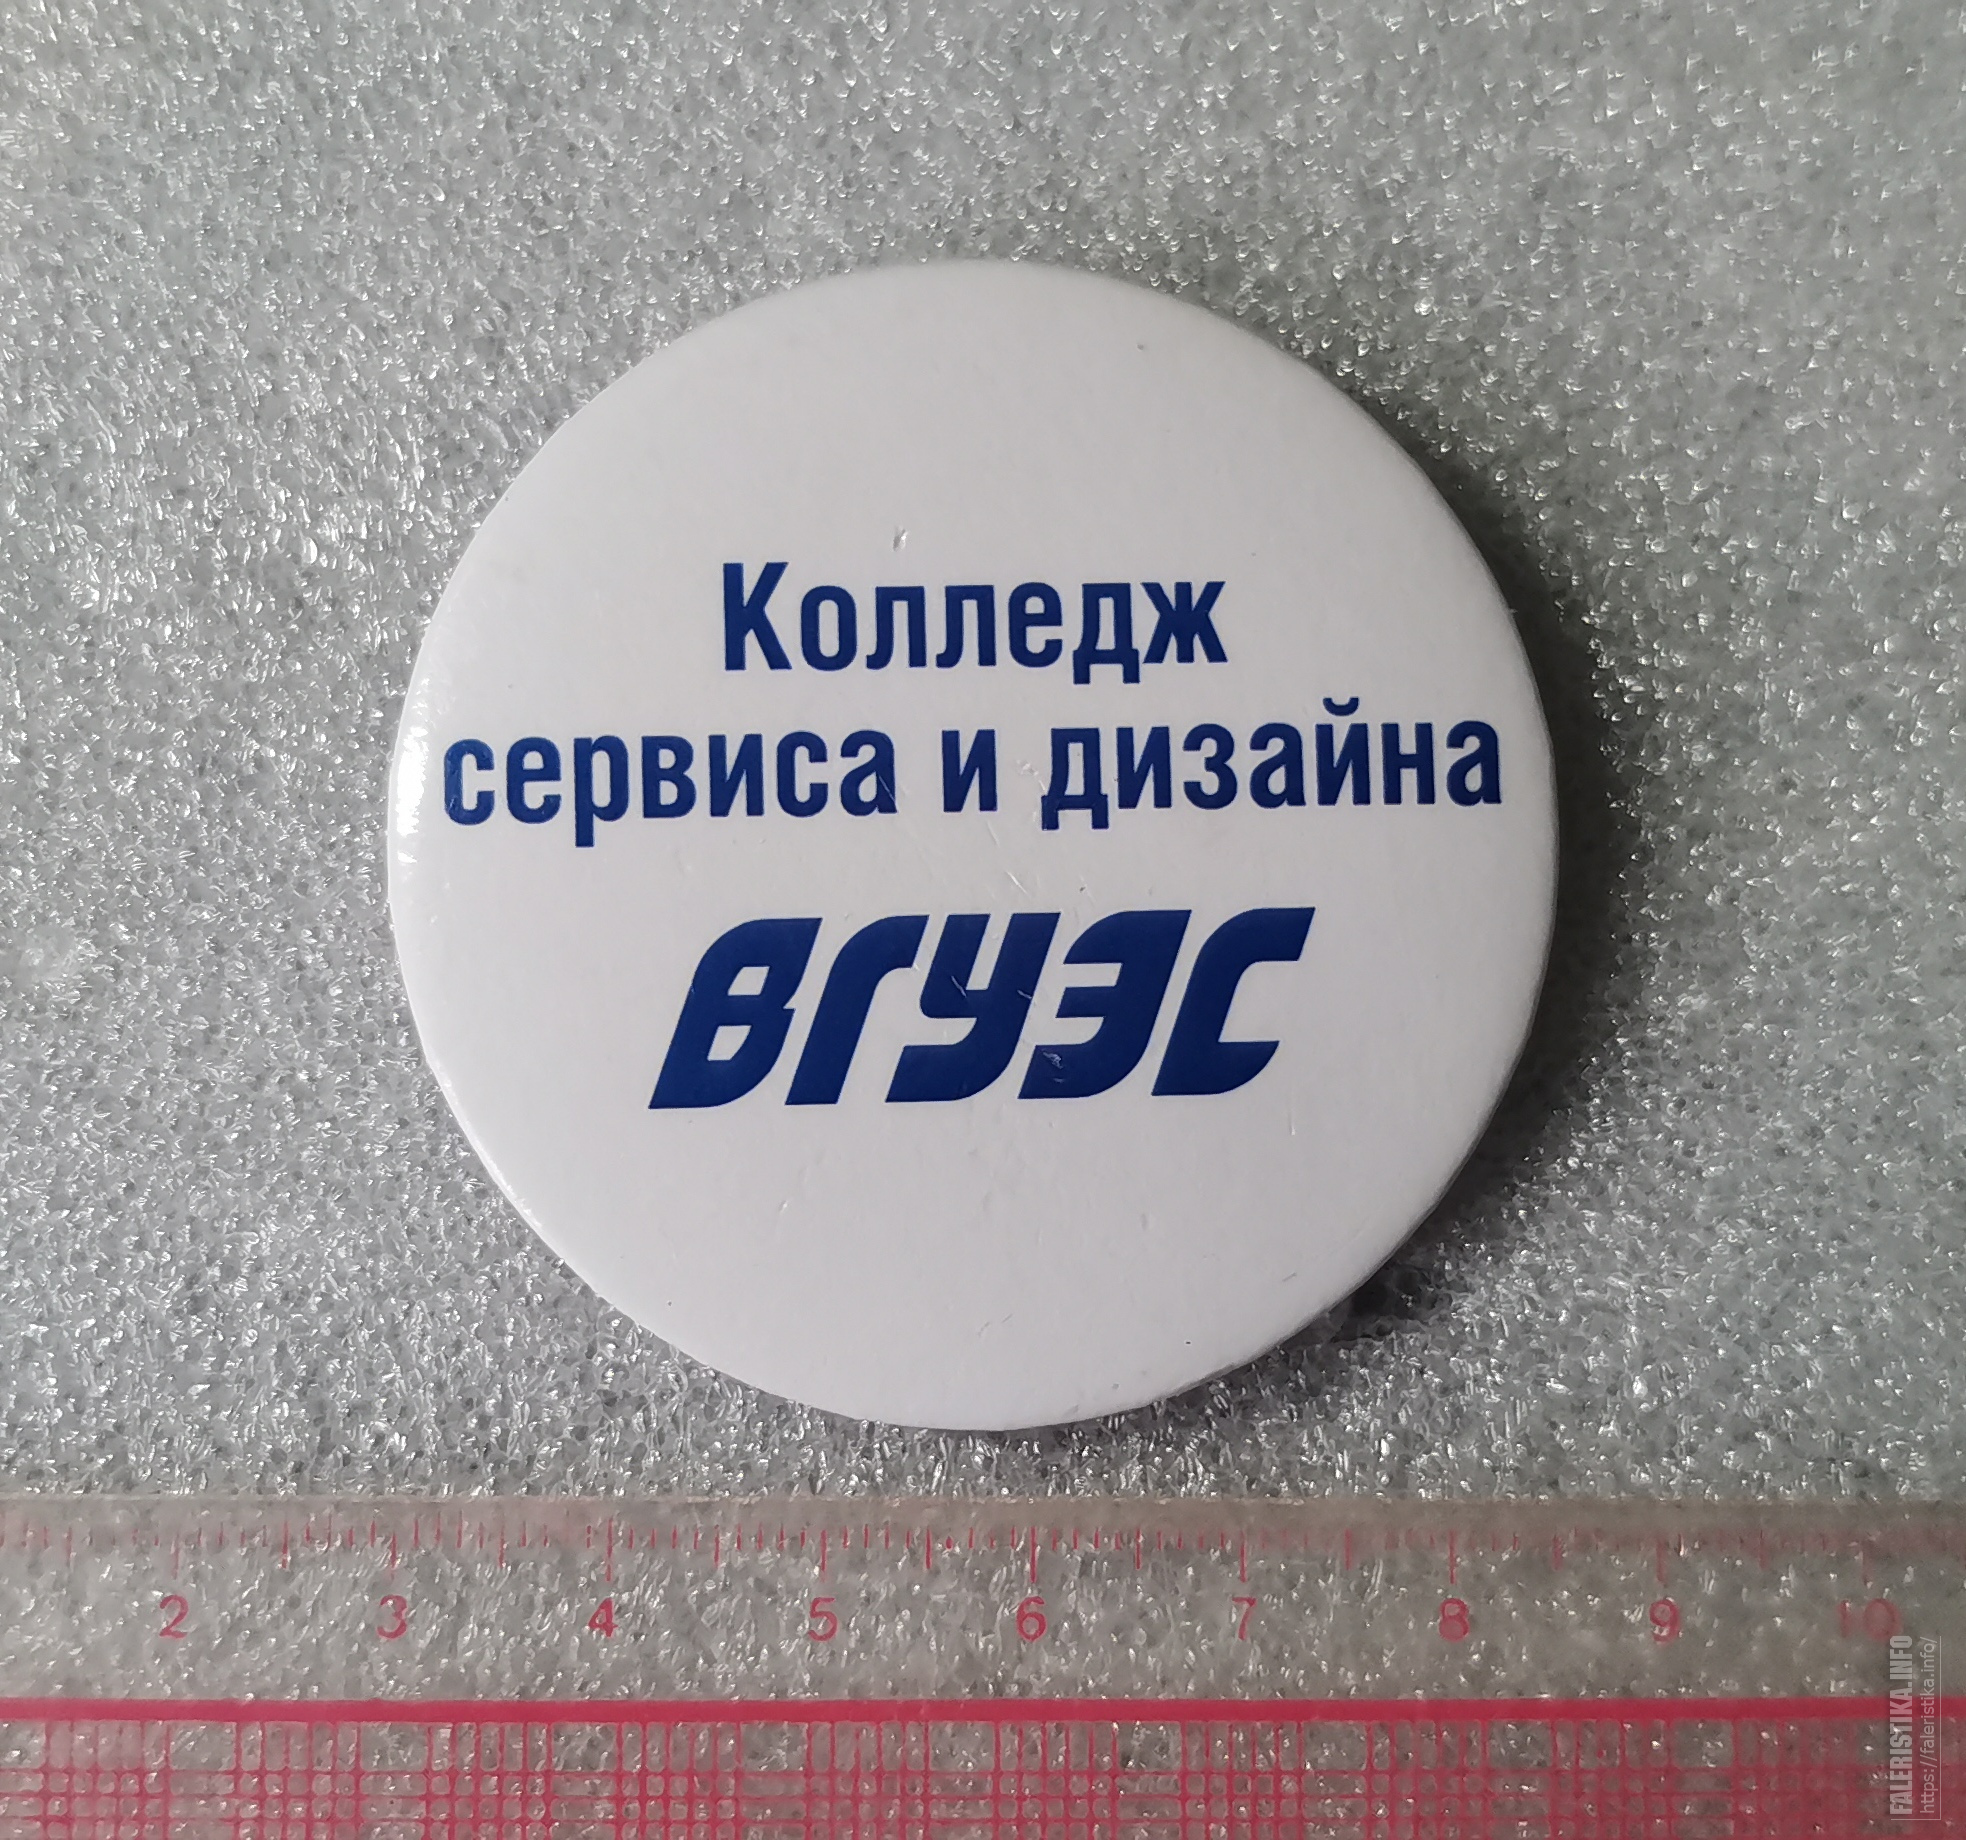 Колледж
сервиса и дизайна
ВГУЭС
2 3 4 5 6 7 8 9 10
FALERISTIKA.INFO
https://faleristika.info/